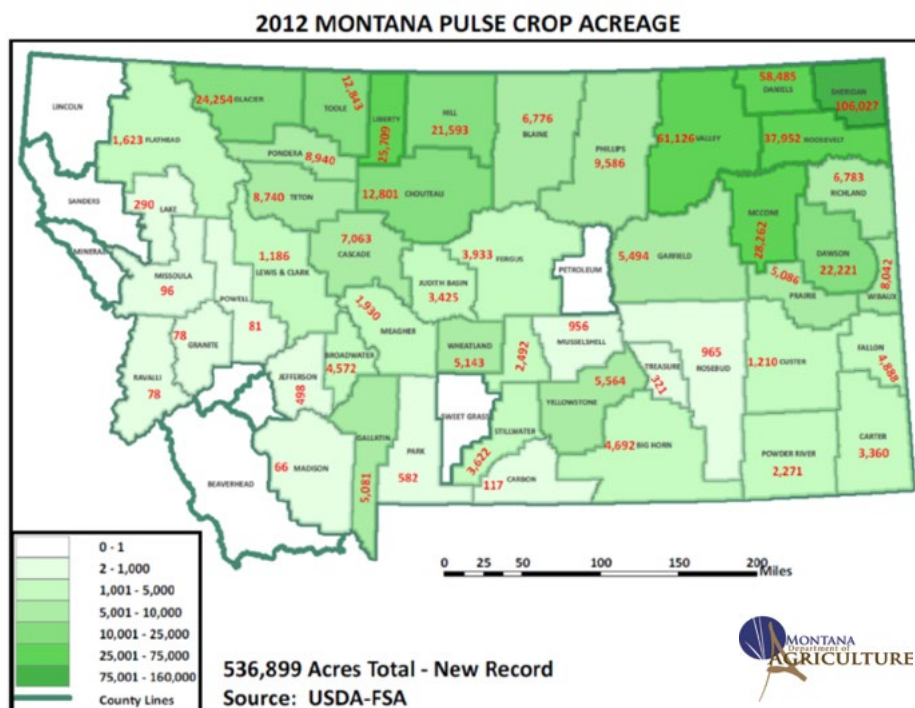 2012 MONTANA PULSE CROP ACREAGE
LINCOLN
24,254 GLACIER
12,843
TOOLE
LIBERTY
25,709
HILL
21,593
6,776
BLAINE
PHILLIPS
9,586
61,126 VALLEY
58,485
DANIELS
SHERIDAN
106,027
37,952 ROOSEVELT
1,623 FLATHEAD
PONDERA 8,940
8,740 TETON
12,801 CHOUTEAU
6,783
RICHLAND
SANDERS
290
LAKE
MINERAL
MISSOULA
96
POWELL
81
1,186
LEWIS & CLARK
7,063
CASCADE
JUDITH BASIN
3,425
3,933
FERGUS
PETROLEUM
5,494 GARFIELD
MCCONE
28,262
DAWSON
22,221
5,086
PRAIRIE
8,042
WIBAUX
78
GRANITE
RAVALLI
78
1,930
MEAGHER
BROADWATER
4,572
JEFFERSON
498
WHEATLAND
5,143
2,492
956
MUSSELSHELL
TREASURE
321
965
ROSEBUD
1,210 CUSTER
FALLON
4,888
66 MADISON
BEAVERHEAD
GALLATIN
5,081
PARK
582
SWEET GRASS
STILLWATER
3,622
117 CARBON
5,564
YELLOWSTONE
4,692 BIG HORN
POWDER RIVER
2,271
CARTER
3,360
0 25 50 100 150 200
Miles
0 - 1
2 - 1,000
1,001 - 5,000
5,001 - 10,000
10,001 - 25,000
25,001 - 75,000
75,001 - 160,000
County Lines
536,899 Acres Total - New Record
Source: USDA-FSA
MONTANA
Department of
AGRICULTURE